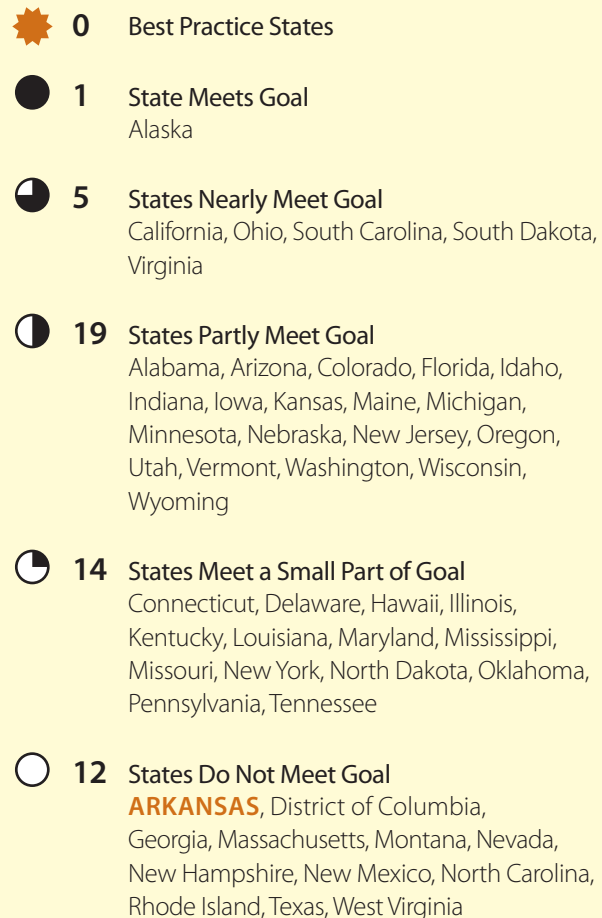 0 Best Practice States
1 State Meets Goal
Alaska
5 States Nearly Meet Goal
California, Ohio, South Carolina, South Dakota,
Virginia
19 States Partly Meet Goal
Alabama, Arizona, Colorado, Florida, Idaho,
Indiana, Iowa, Kansas, Maine, Michigan,
Minnesota, Nebraska, New Jersey, Oregon,
Utah, Vermont, Washington, Wisconsin,
Wyoming
14 States Meet a Small Part of Goal
Connecticut, Delaware, Hawaii, Illinois,
Kentucky, Louisiana, Maryland, Mississippi,
Missouri, New York, North Dakota, Oklahoma,
Pennsylvania, Tennessee
12 States Do Not Meet Goal
ARKANSAS, District of Columbia,
Georgia, Massachusetts, Montana, Nevada,
New Hampshire, New Mexico, North Carolina,
Rhode Island, Texas, West Virginia